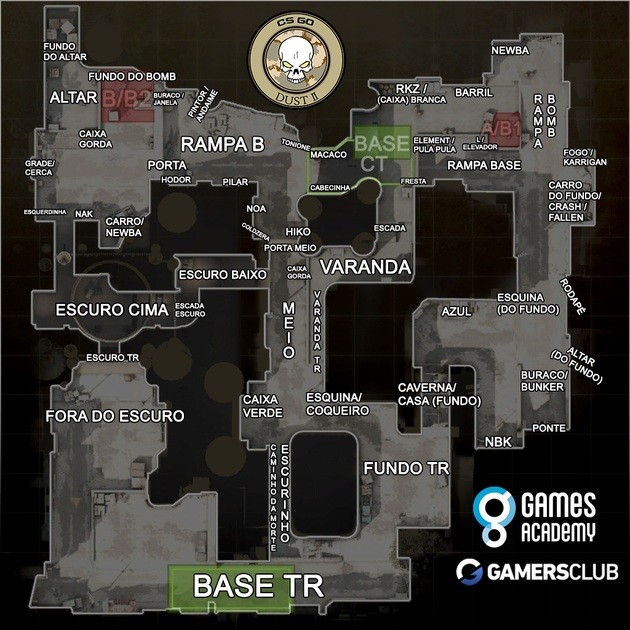 CS GO
DUST II
FUNDO
DO ALTAR
NEWBA
FUNDO DO BOMB
ALTAR
B/B2
BURACO/
JANELA
PINTOR/
ANDAIME
RKZ /
(CAIXA) BRANCA
BARRIL
RAMPA
BOMB
CAIXA
GORDA
RAMPA B
TONIONE
MACACO
BASE
CT
ELEMENT /
PULA PULA
L/
ELEVADOR
A/B1
GRADE/
CERCA
PORTA
HODOR
PILAR
CABECINHA
FRESTA
RAMPA BASE
FOGO/
KARRIGAN
ESQUERDINHA
NAK
CARRO/
NEWBA
NOA
COLDZERA
HIKO
PORTA MEIO
ESCADA
CARRO
DO FUNDO/
CRASH /
FALLEN
ESCURO BAIXO
CAIXA
GORDA
VARANDA
ESCURO CIMA
ESCADA
ESCURO
MEIO
VARANDA TR
AZUL
ESQUINA
(DO FUNDO)
RODAPÉ
ESCURO TR
ALTAR
(DO FUNDO)
BURACO/
BUNKER
FORA DO ESCURO
CAIXA
VERDE
ESQUINA/
COQUEIRO
CAVERNA/
CASA (FUNDO)
PONTE
NBK
CAMINHO DA MORTE
ESCURINHO
FUNDO TR
GAMES
ACADEMY
GAMERSCLUB
BASE TR